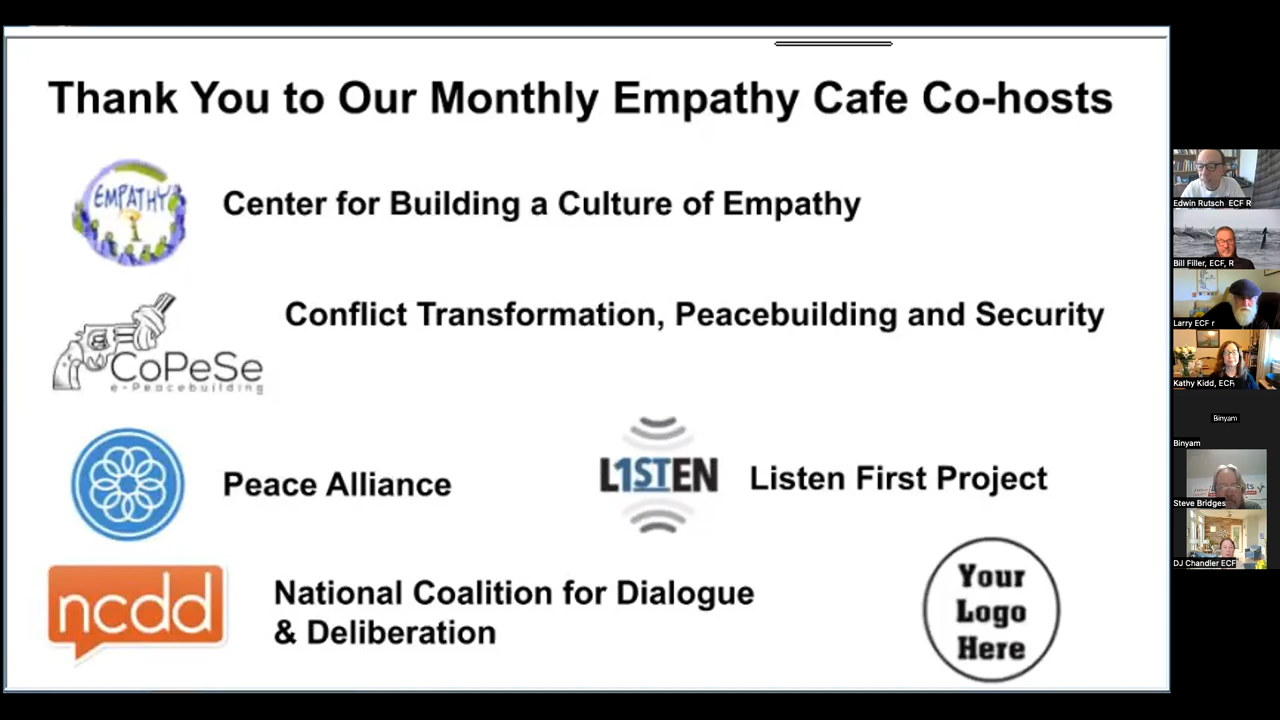 Thank You to Our Monthly Empathy Cafe Co-hosts
EMPATHY
Center for Building a Culture of Empathy
Conflict Transformation, Peacebuilding and Security
CoPeSe
e-Peacebuilding
Peace Alliance
L1STEN
Listen First Project
ncdd
National Coalition for Dialogue
& Deliberation
Your
Logo
Here
Edwin Rutsch ECF R
Bill Filler, ECF, R
Larry ECF r
Kathy Kidd, ECF
Binyam
Binyam
Steve Bridges
DJ Chandler ECF